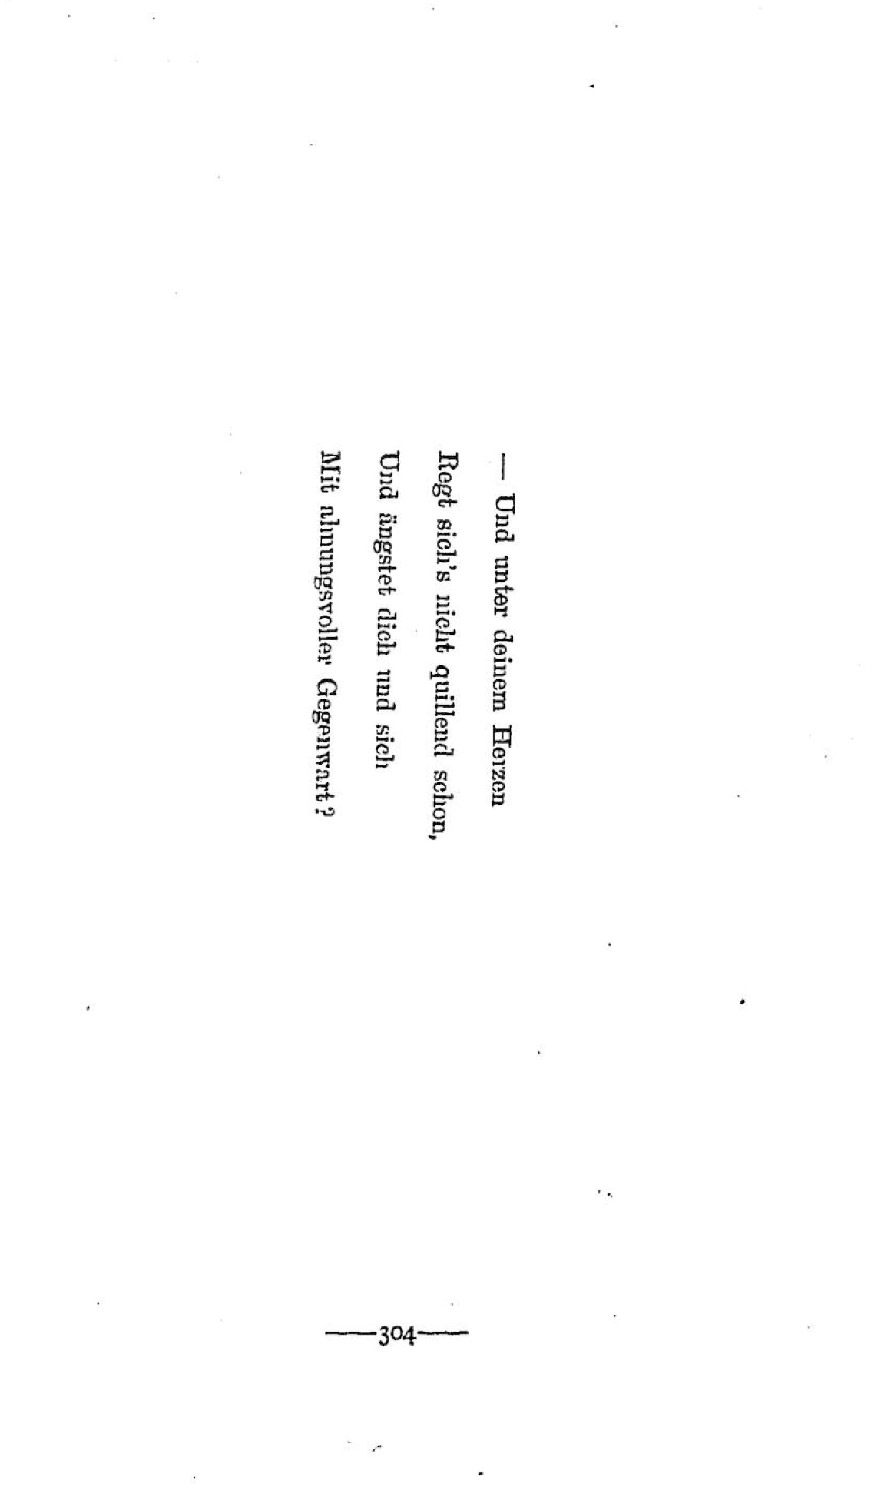 — Und unter deinem Herzen
Regt sich's nicht quillend schon,
Und ängstet dich und sich
Mit ahnungsvoller Gegenwart?
—304—